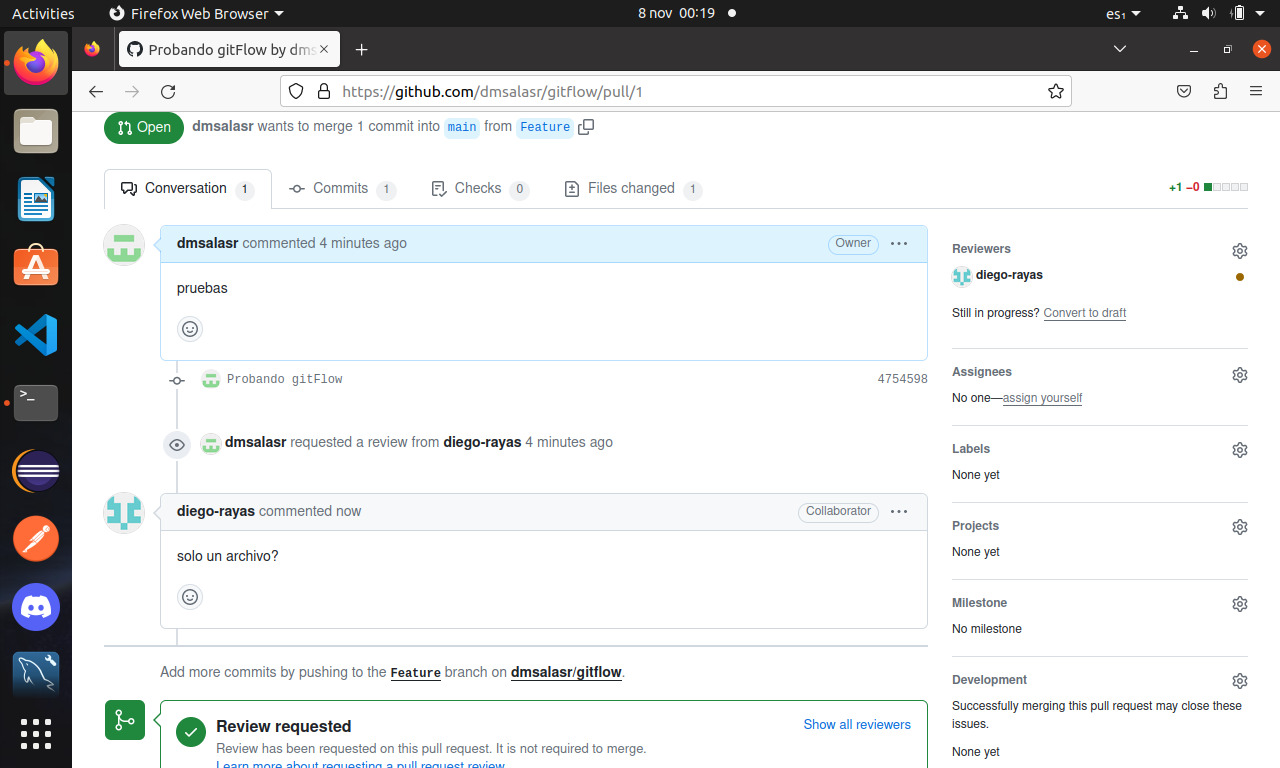 Activities Firefox Web Browser 8 nov 00:19 es₁
Probando gitFlow by dms
https://github.com/dmsalasr/gitflow/pull/1
Open dmsalasr wants to merge 1 commit into main from Feature
Conversation 1 Commits 1 Checks 0 Files changed 1 +1 −0
dmsalasr commented 4 minutes ago Owner
pruebas
Probando gitFlow 4754598
dmsalasr requested a review from diego-rayas 4 minutes ago
diego-rayas commented now Collaborator
solo un archivo?
Add more commits by pushing to the Feature branch on dmsalasr/gitflow.
Review requested Show all reviewers
Review has been requested on this pull request. It is not required to merge.
Learn more about requesting a pull request review.
Reviewers
diego-rayas
Still in progress? Convert to draft
Assignees
No one—assign yourself
Labels
None yet
Projects
None yet
Milestone
No milestone
Development
Successfully merging this pull request may close these
issues.
None yet